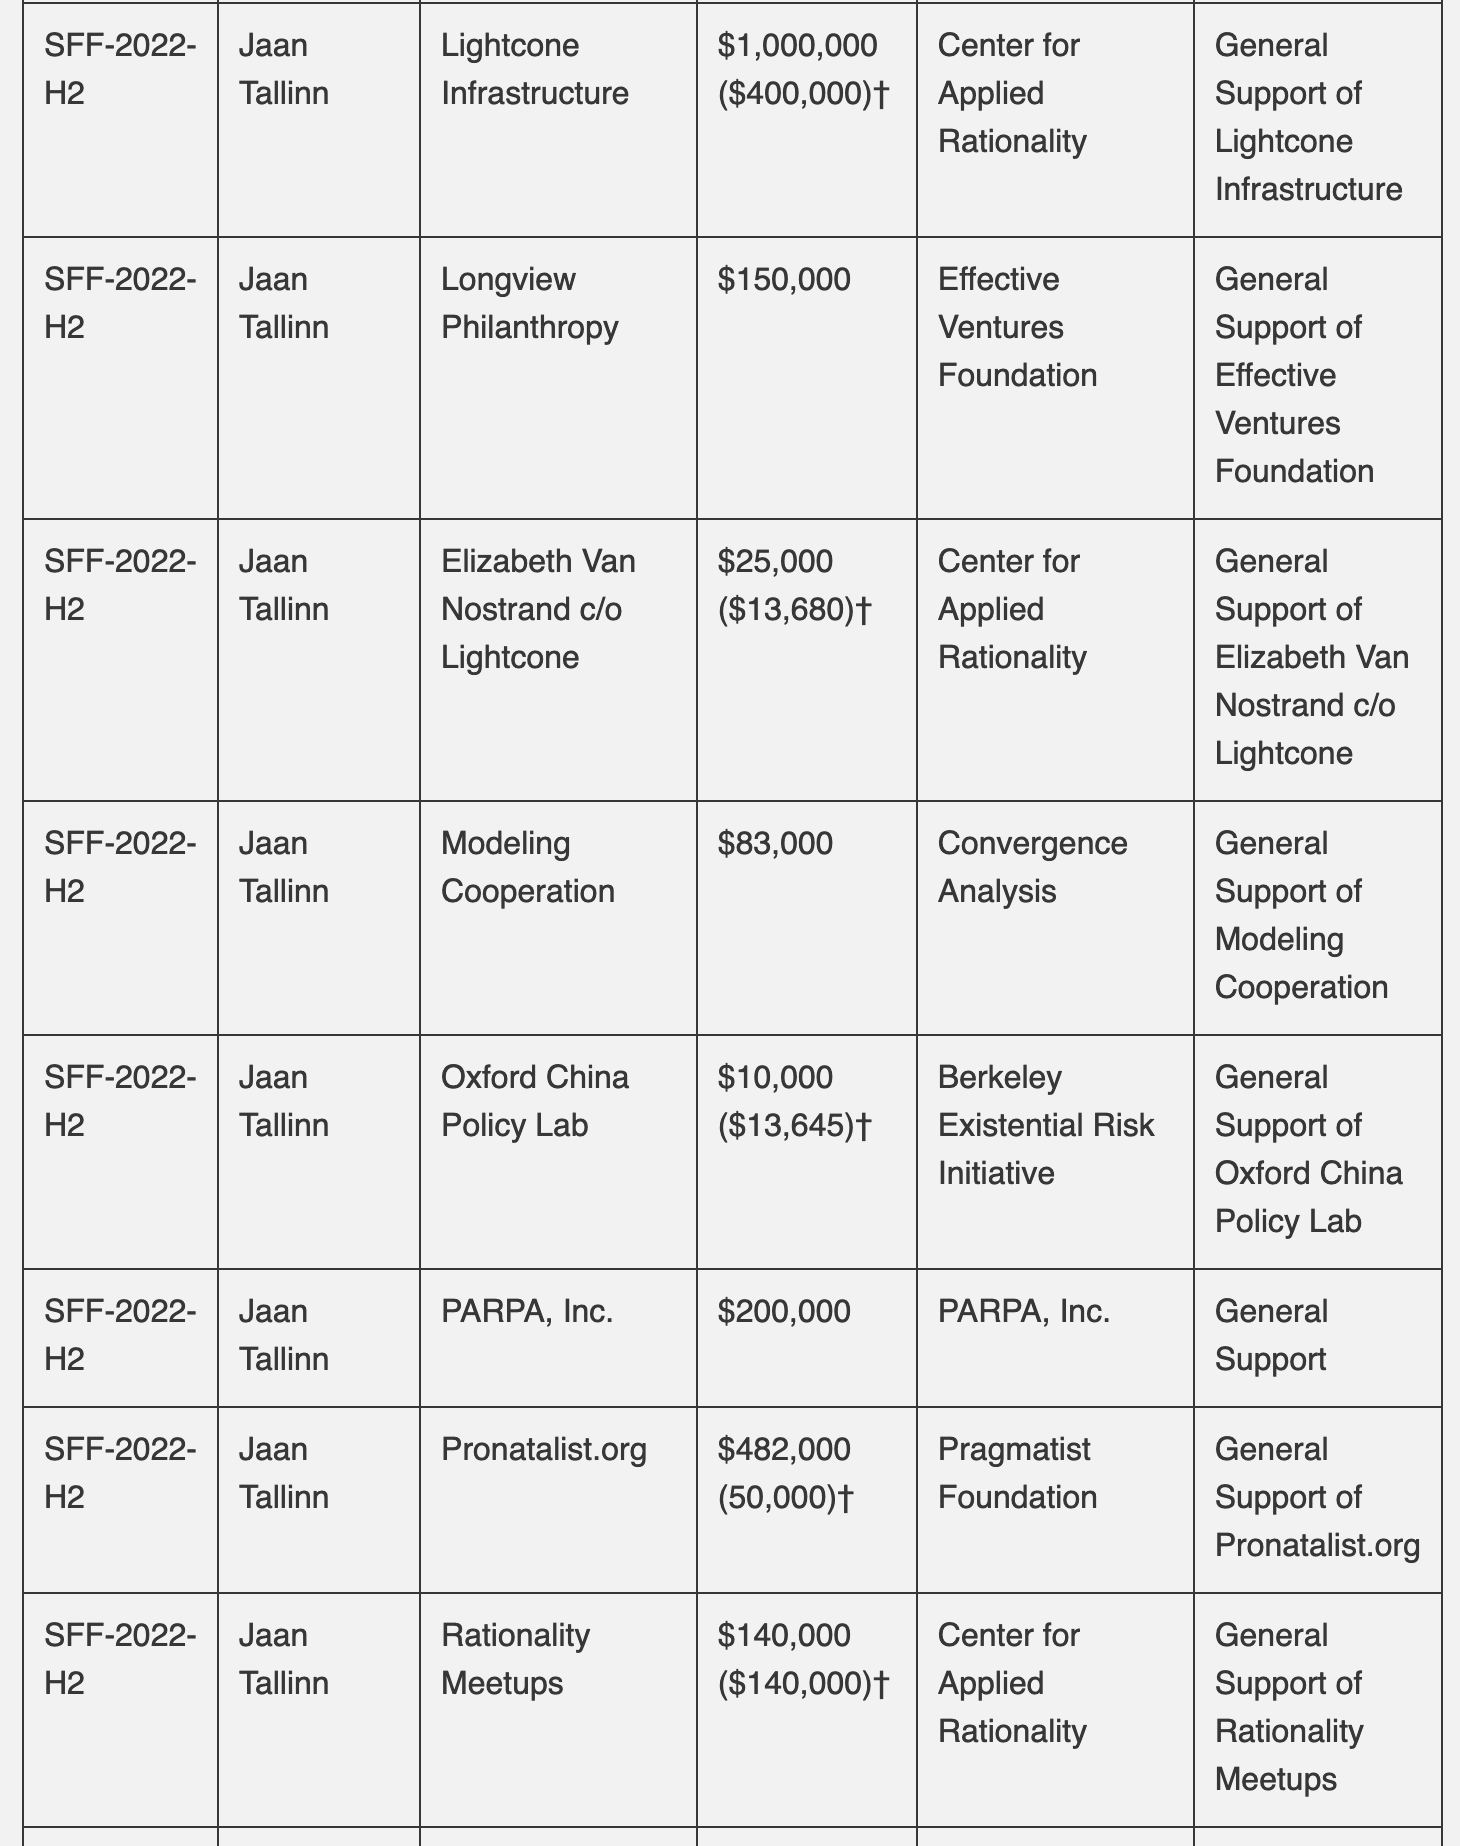 SFF-2022-
H2
Jaan
Tallinn
Lightcone
Infrastructure
$1,000,000
($400,000)†
Center for
Applied
Rationality
General
Support of
Lightcone
Infrastructure
SFF-2022-
H2
Jaan
Tallinn
Longview
Philanthropy
$150,000
Effective
Ventures
Foundation
General
Support of
Effective
Ventures
Foundation
SFF-2022-
H2
Jaan
Tallinn
Elizabeth Van
Nostrand c/o
Lightcone
$25,000
($13,680)†
Center for
Applied
Rationality
General
Support of
Elizabeth Van
Nostrand c/o
Lightcone
SFF-2022-
H2
Jaan
Tallinn
Modeling
Cooperation
$83,000
Convergence
Analysis
General
Support of
Modeling
Cooperation
SFF-2022-
H2
Jaan
Tallinn
Oxford China
Policy Lab
$10,000
($13,645)†
Berkeley
Existential Risk
Initiative
General
Support of
Oxford China
Policy Lab
SFF-2022-
H2
Jaan
Tallinn
PARPA, Inc.
$200,000
PARPA, Inc.
General
Support
SFF-2022-
H2
Jaan
Tallinn
Pronatalist.org
$482,000
(50,000)†
Pragmatist
Foundation
General
Support of
Pronatalist.org
SFF-2022-
H2
Jaan
Tallinn
Rationality
Meetups
$140,000
($140,000)†
Center for
Applied
Rationality
General
Support of
Rationality
Meetups